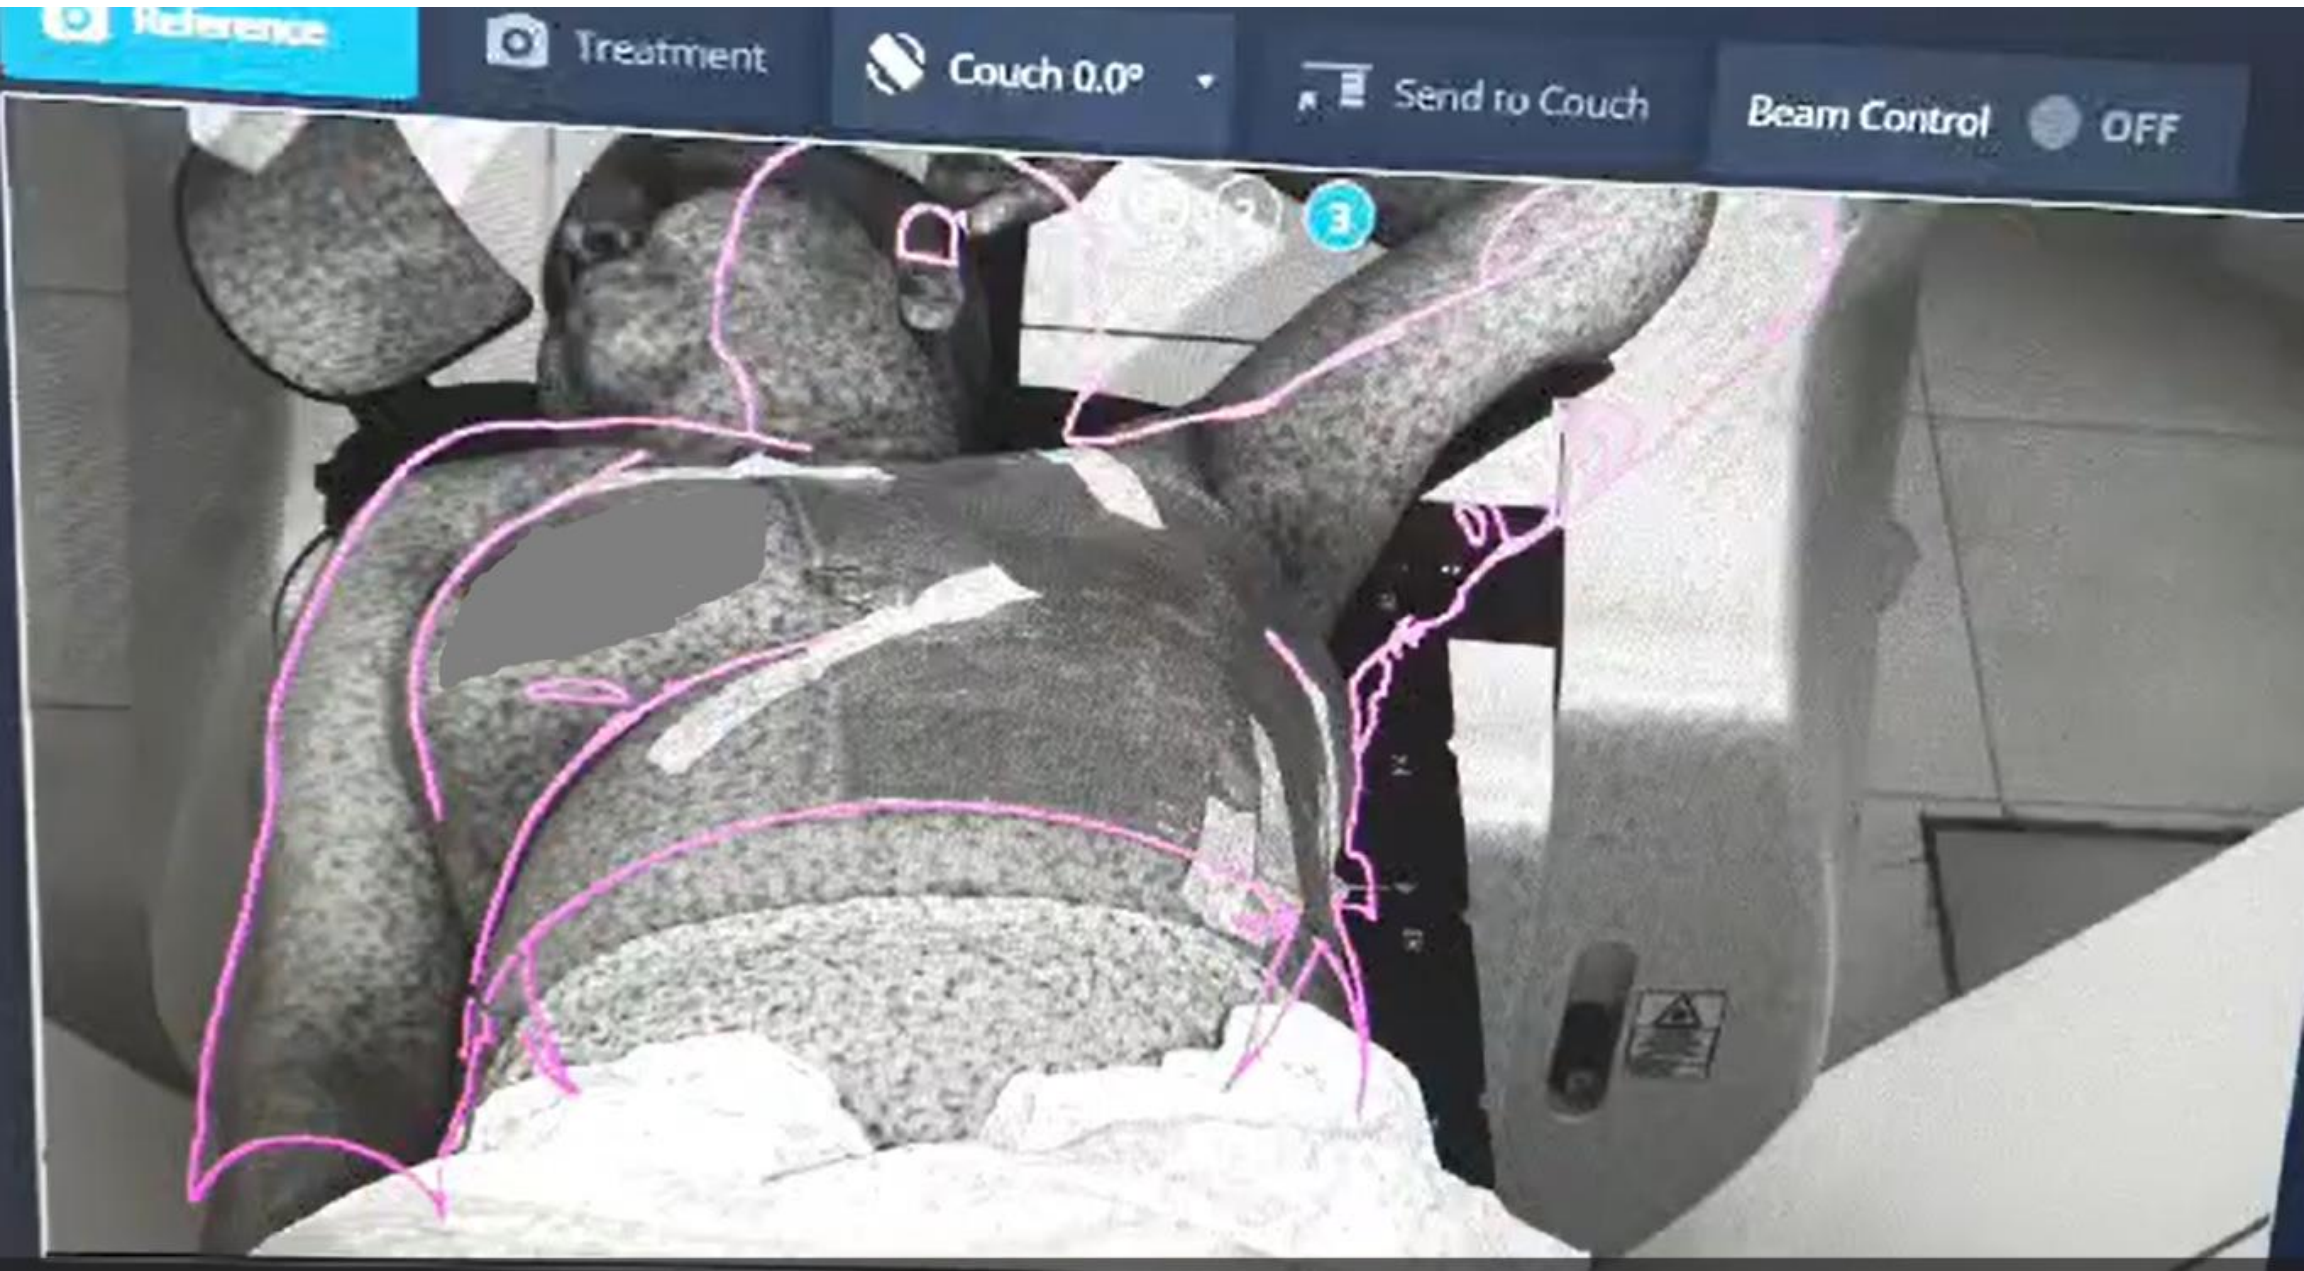 Reference
Treatment
Couch 0.0°
Send to Couch
Beam Control
OFF
3